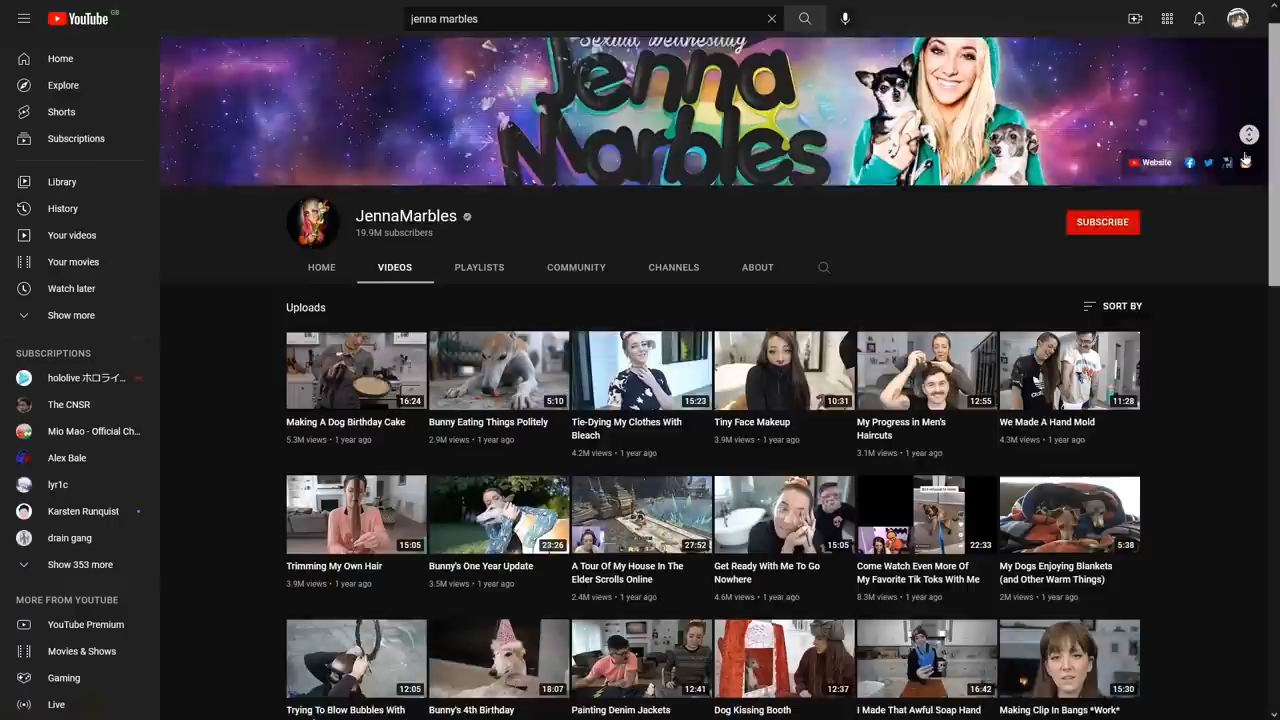 YouTube GB
jenna marbles
Home
Explore
Shorts
Subscriptions
Library
History
Your videos
Your movies
Watch later
Show more
SUBSCRIPTIONS
hololive ホロライ...
The CNSR
Mio Mao - Official Ch...
Alex Bale
lyr1c
Karsten Runquist
drain gang
Show 353 more
MORE FROM YOUTUBE
YouTube Premium
Movies & Shows
Gaming
Live
Jenna
Marbles
Website
JennaMarbles
19.9M subscribers
SUBSCRIBE
HOME VIDEOS PLAYLISTS COMMUNITY CHANNELS ABOUT
Uploads
SORT BY
16:24 5:10 15:23 10:31 12:55 11:28
Making A Dog Birthday Cake
5.3M views • 1 year ago
Bunny Eating Things Politely
2.9M views • 1 year ago
Tie-Dying My Clothes With
Bleach
4.2M views • 1 year ago
Tiny Face Makeup
3.9M views • 1 year ago
My Progress in Men's
Haircuts
3.1M views • 1 year ago
We Made A Hand Mold
4.3M views • 1 year ago
15:05 23:26 27:52 15:05 22:33 5:38
Trimming My Own Hair
3.9M views • 1 year ago
Bunny's One Year Update
3.5M views • 1 year ago
A Tour Of My House In The
Elder Scrolls Online
2.4M views • 1 year ago
Get Ready With Me To Go
Nowhere
4.6M views • 1 year ago
Come Watch Even More Of
My Favorite Tik Toks With Me
8.3M views • 1 year ago
My Dogs Enjoying Blankets
(and Other Warm Things)
2M views • 1 year ago
12:05 18:07 12:41 12:37 16:42 15:30
Trying To Blow Bubbles With
Bunny's 4th Birthday
Painting Denim Jackets
Dog Kissing Booth
I Made That Awful Soap Hand
Making Clip In Bangs *Work*